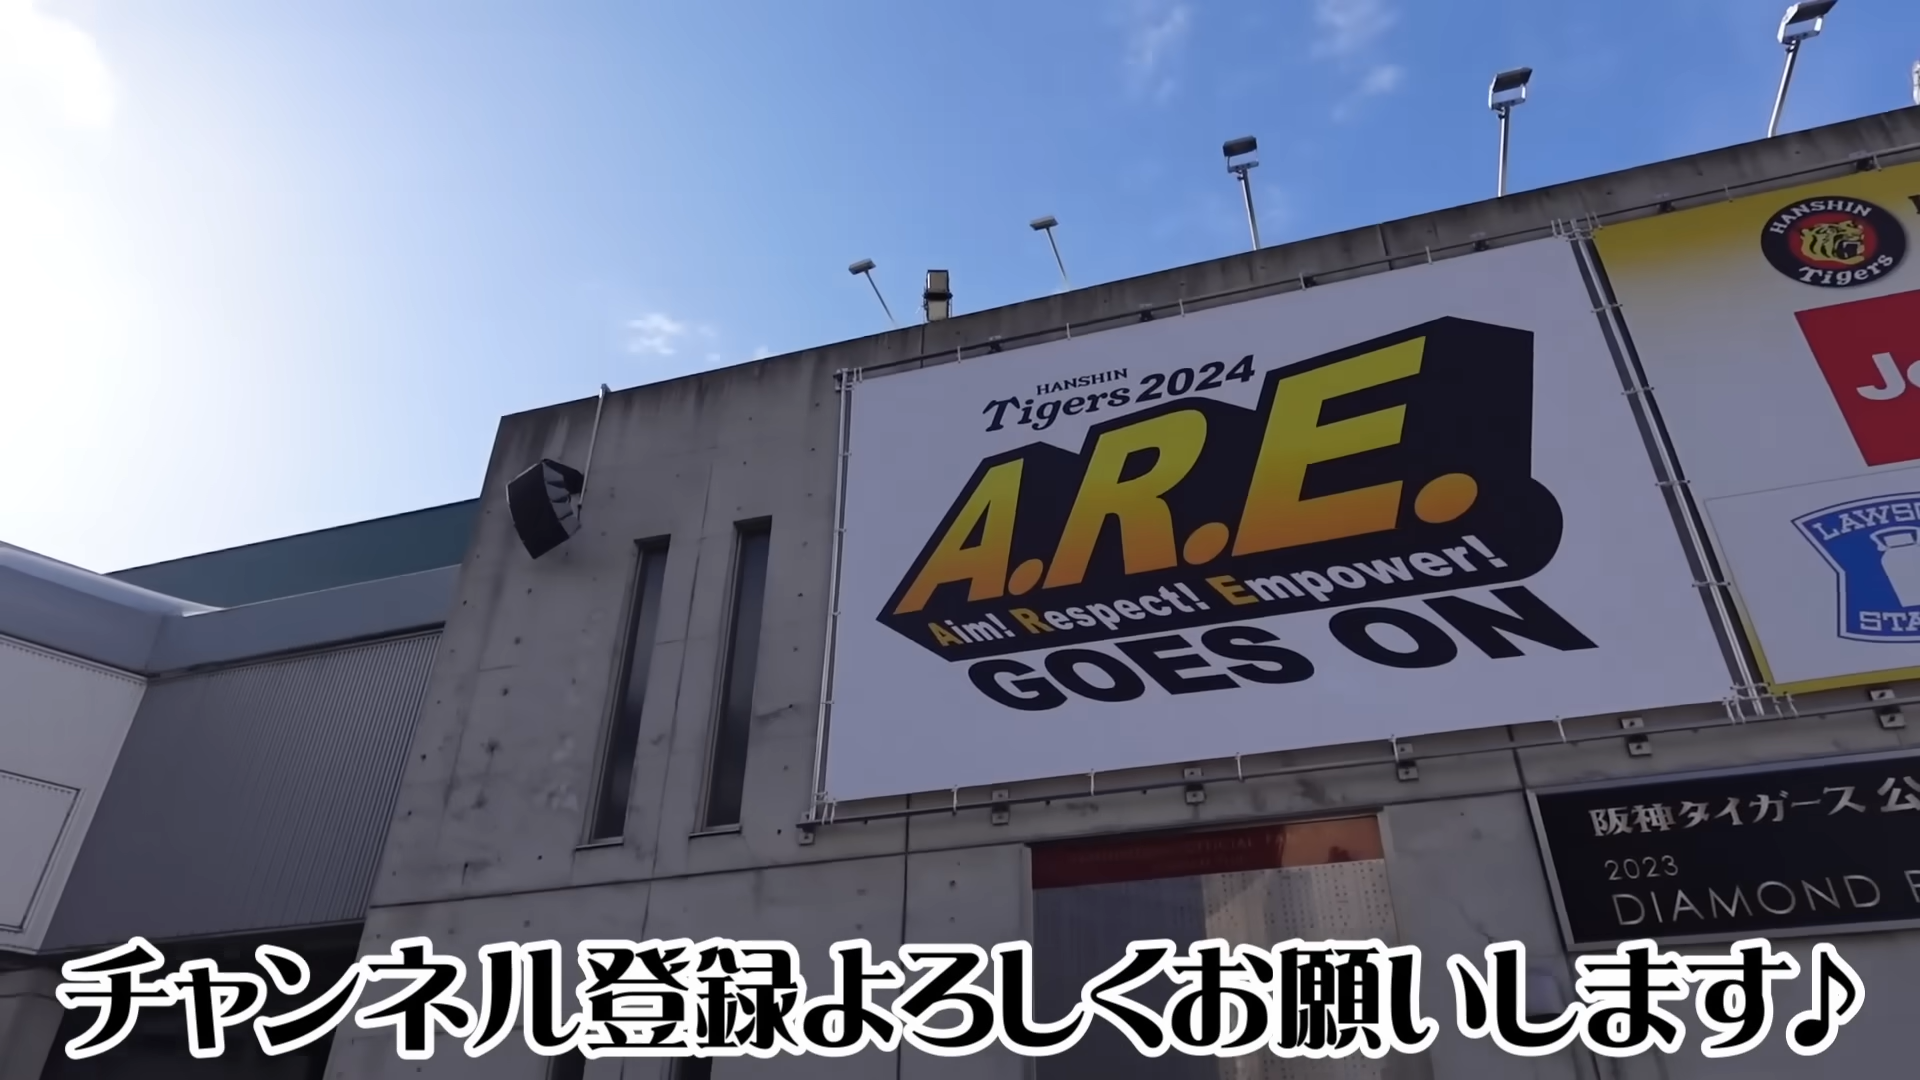 HANSHIN
Tigers 2024
A.R.E.
Aim! Respect! Empower!
GOES ON
HANSHIN
Tigers
LAWSON
STA
阪神タイガース 公
2023
DIAMOND
チャンネル登録よろしくお願いします♪